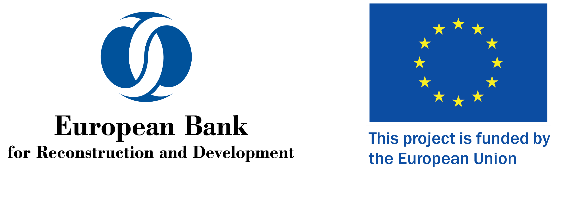 European Bank
for Reconstruction and Development
This project is funded by
the European Union